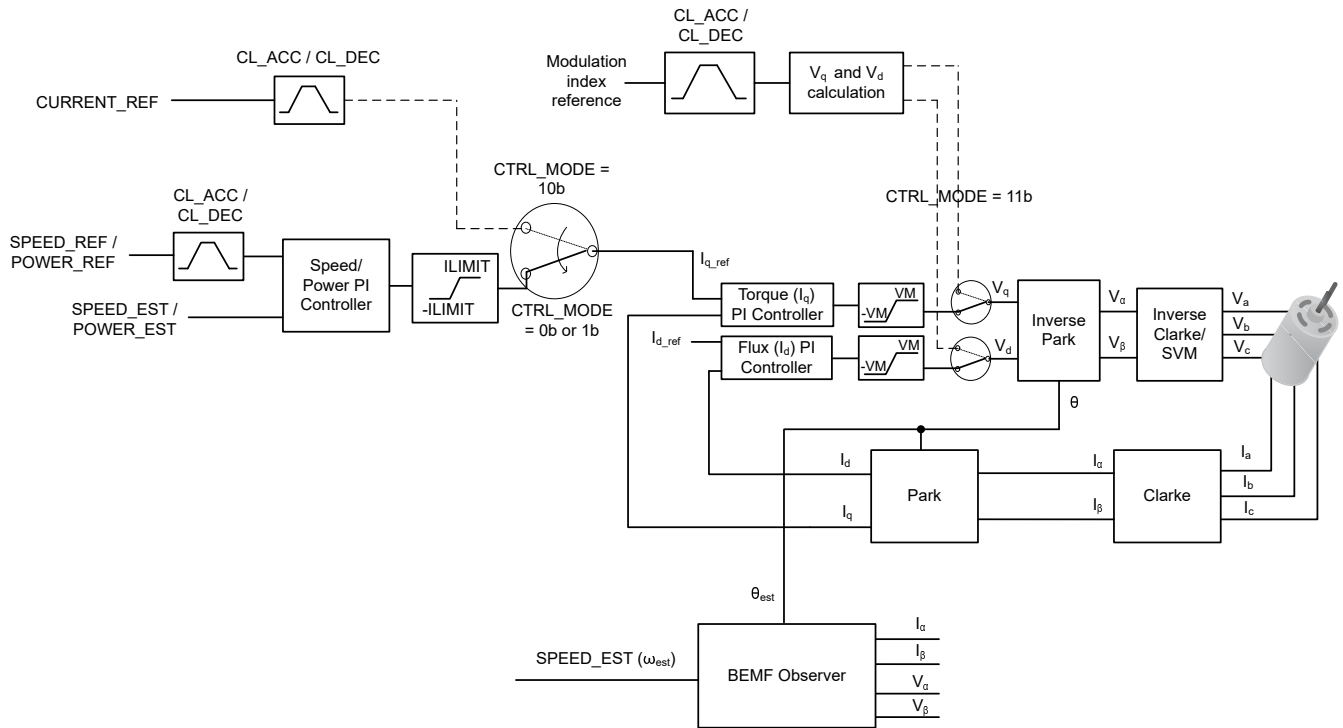 CL_ACC /
CL_DEC
CL_ACC / CL_DEC
Modulation
index
reference
Vq and Vd
calculation
CURRENT_REF
CTRL_MODE =
10b
CL_ACC /
CL_DEC
CTRL_MODE = 11b
SPEED_REF /
POWER_REF
Speed/
Power PI
Controller
ILIMIT
-ILIMIT
Iq_ref
SPEED_EST /
POWER_EST
CTRL_MODE
= 0b or 1b
Torque (Iq)
PI Controller
VM
-VM
Vq
Inverse
Park
Vα
Vβ
Inverse
Clarke/
SVM
Va
Vb
Vc
Id_ref
Flux (Id) PI
Controller
VM
-VM
Vd
θ
Id
Iq
Park
Iα
Iβ
Clarke
Ia
Ib
Ic
θest
SPEED_EST (ωest)
BEMF Observer
Iα
Iβ
Vα
Vβ